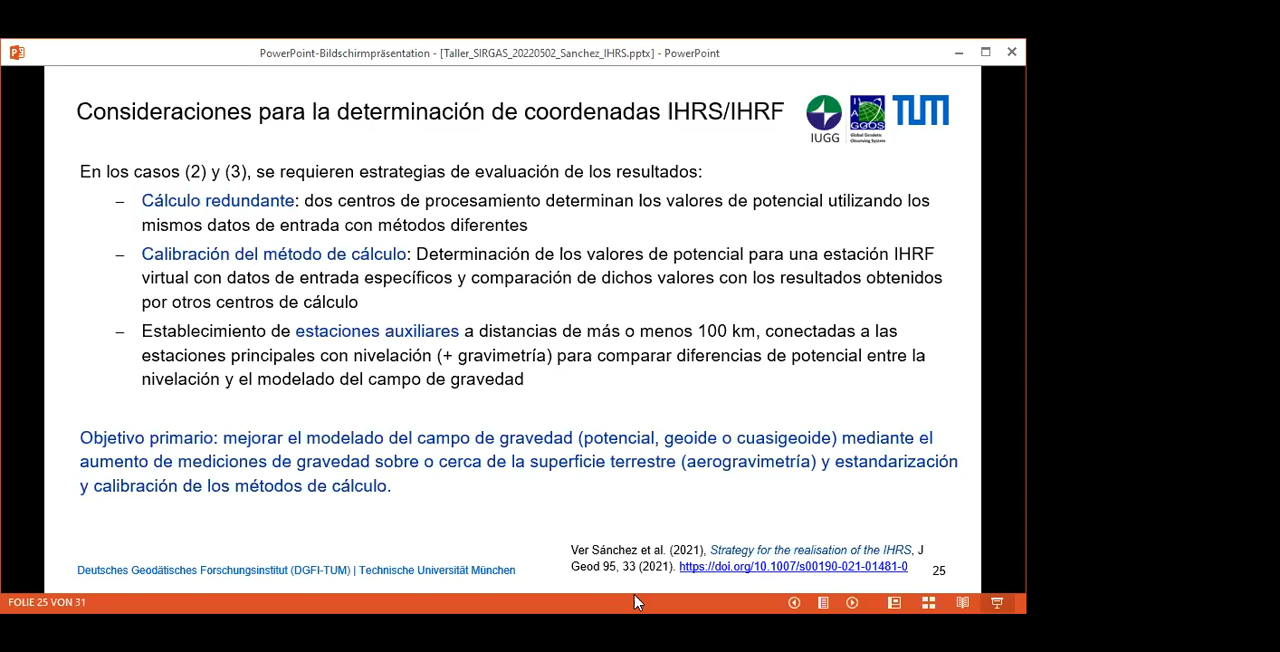 PowerPoint-Bildschirmpräsentation - [Taller_SIRGAS_20220502_Sanchez_IHRS.pptx] - PowerPoint
Consideraciones para la determinación de coordenadas IHRS/IHRF
IUGG
IAG
GGOS
Global Geodetic
Observing System
TUM
En los casos (2) y (3), se requieren estrategias de evaluación de los resultados:
– Cálculo redundante: dos centros de procesamiento determinan los valores de potencial utilizando los
mismos datos de entrada con métodos diferentes
– Calibración del método de cálculo: Determinación de los valores de potencial para una estación IHRF
virtual con datos de entrada específicos y comparación de dichos valores con los resultados obtenidos
por otros centros de cálculo
– Establecimiento de estaciones auxiliares a distancias de más o menos 100 km, conectadas a las
estaciones principales con nivelación (+ gravimetría) para comparar diferencias de potencial entre la
nivelación y el modelado del campo de gravedad
Objetivo primario: mejorar el modelado del campo de gravedad (potencial, geoide o cuasigeoide) mediante el
aumento de mediciones de gravedad sobre o cerca de la superficie terrestre (aerogravimetría) y estandarización
y calibración de los métodos de cálculo.
Ver Sánchez et al. (2021), Strategy for the realisation of the IHRS, J
Geod 95, 33 (2021). https://doi.org/10.1007/s00190-021-01481-0
Deutsches Geodätisches Forschungsinstitut (DGFI-TUM) | Technische Universität München
25
FOLIE 25 VON 31